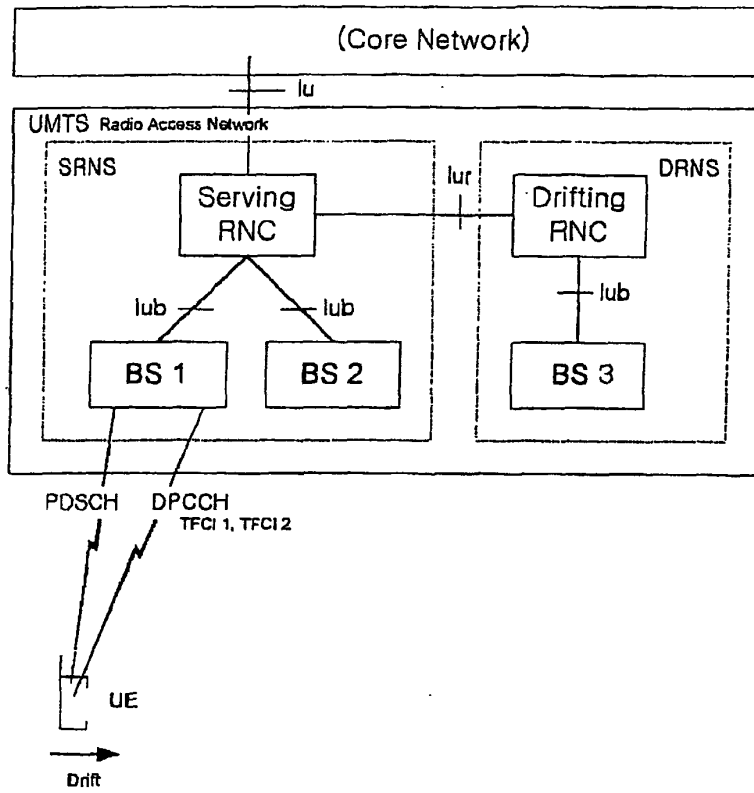 (Core Network)
Iu
UMTS Radio Access Network
SRNS
DRNS
Serving
RNC
Iur
Drifting
RNC
Iub
Iub
Iub
BS 1
BS 2
BS 3
PDSCH
DPCCH
TFCI 1, TFCI 2
UE
Drift